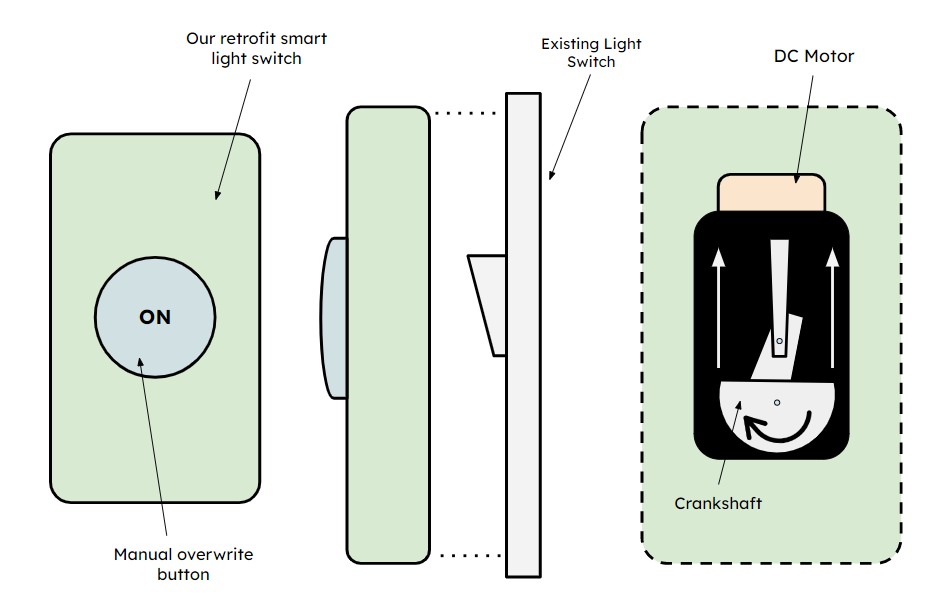 Our retrofit smart
light switch
Existing Light
Switch
DC Motor
ON
Crankshaft
Manual overwrite
button